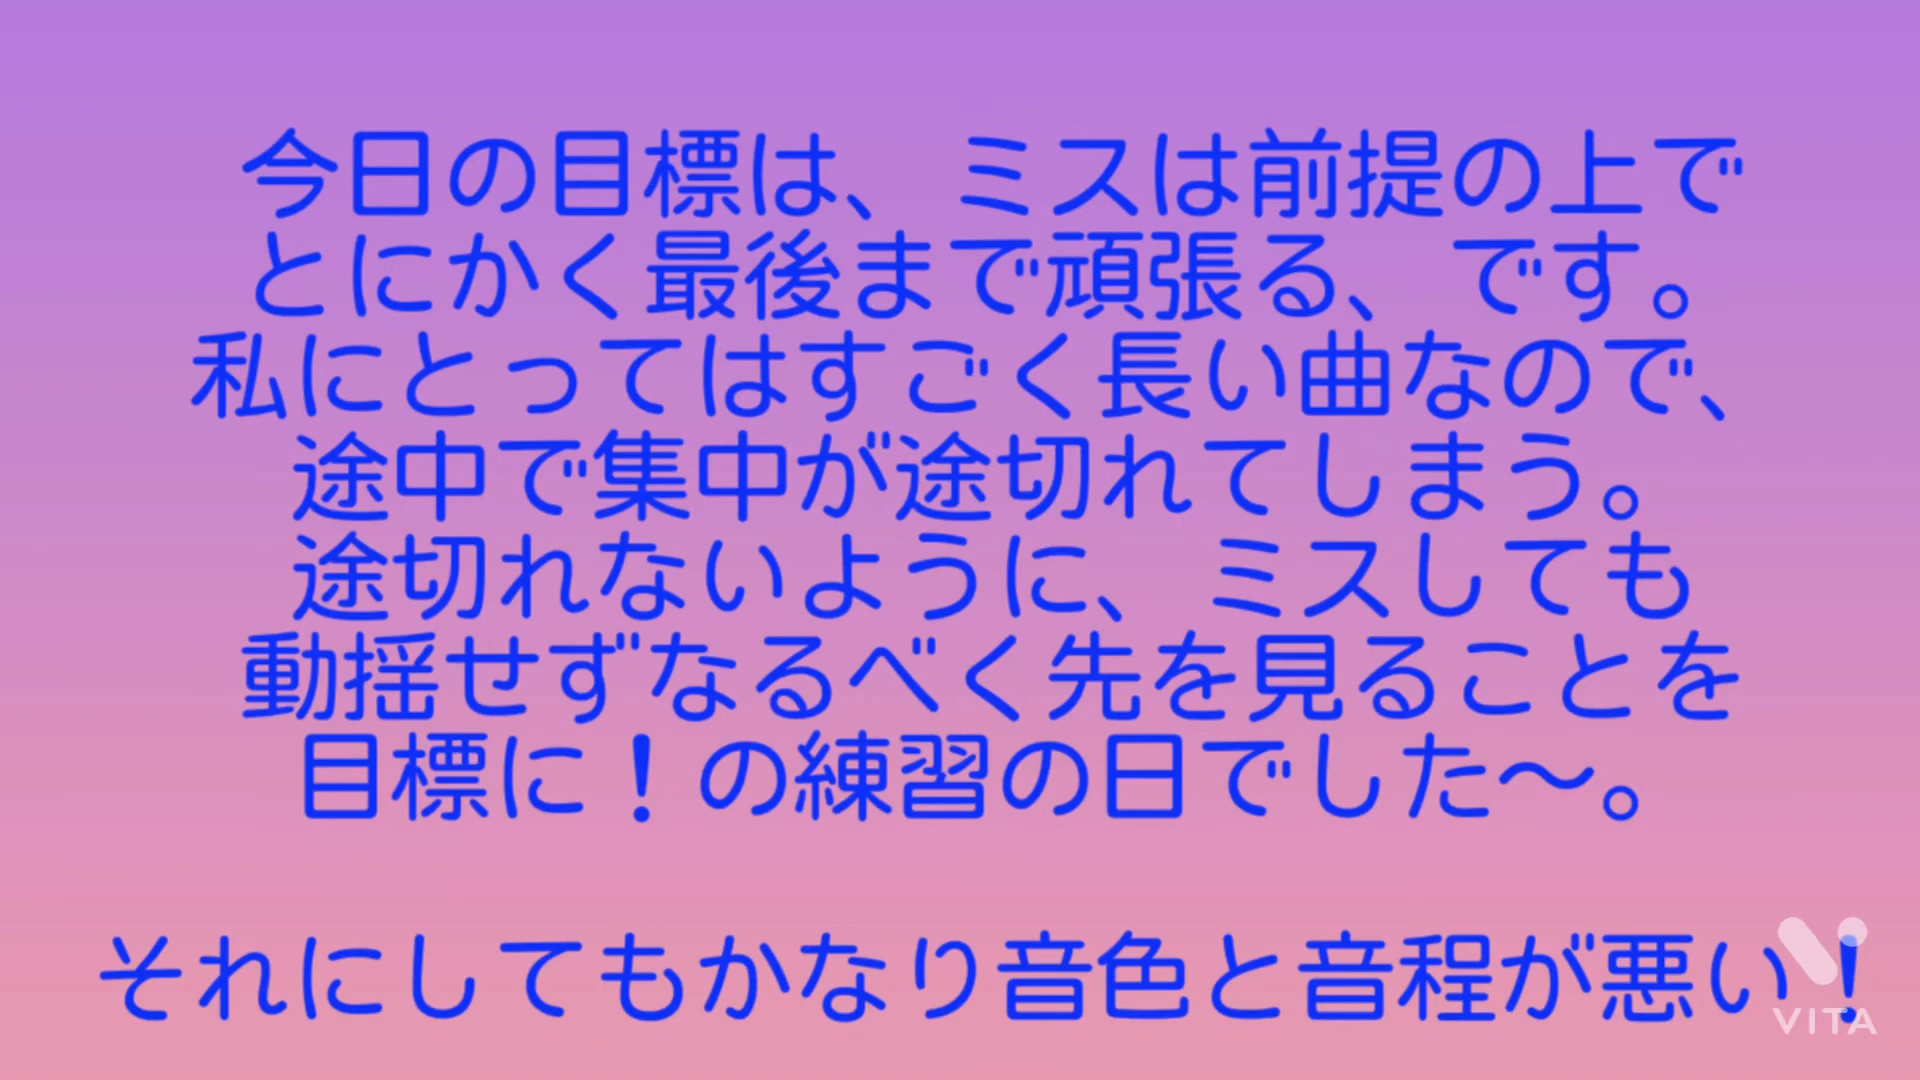 今日の目標は、ミスは前提の上で
とにかく最後まで頑張る、です。
私にとってはすごく長い曲なので、
途中で集中が途切れてしまう。
途切れないように、ミスしても
動揺せずなるべく先を見ることを
目標に！の練習の日でした〜。
それにしてもかなり音色と音程が悪い！
VITA